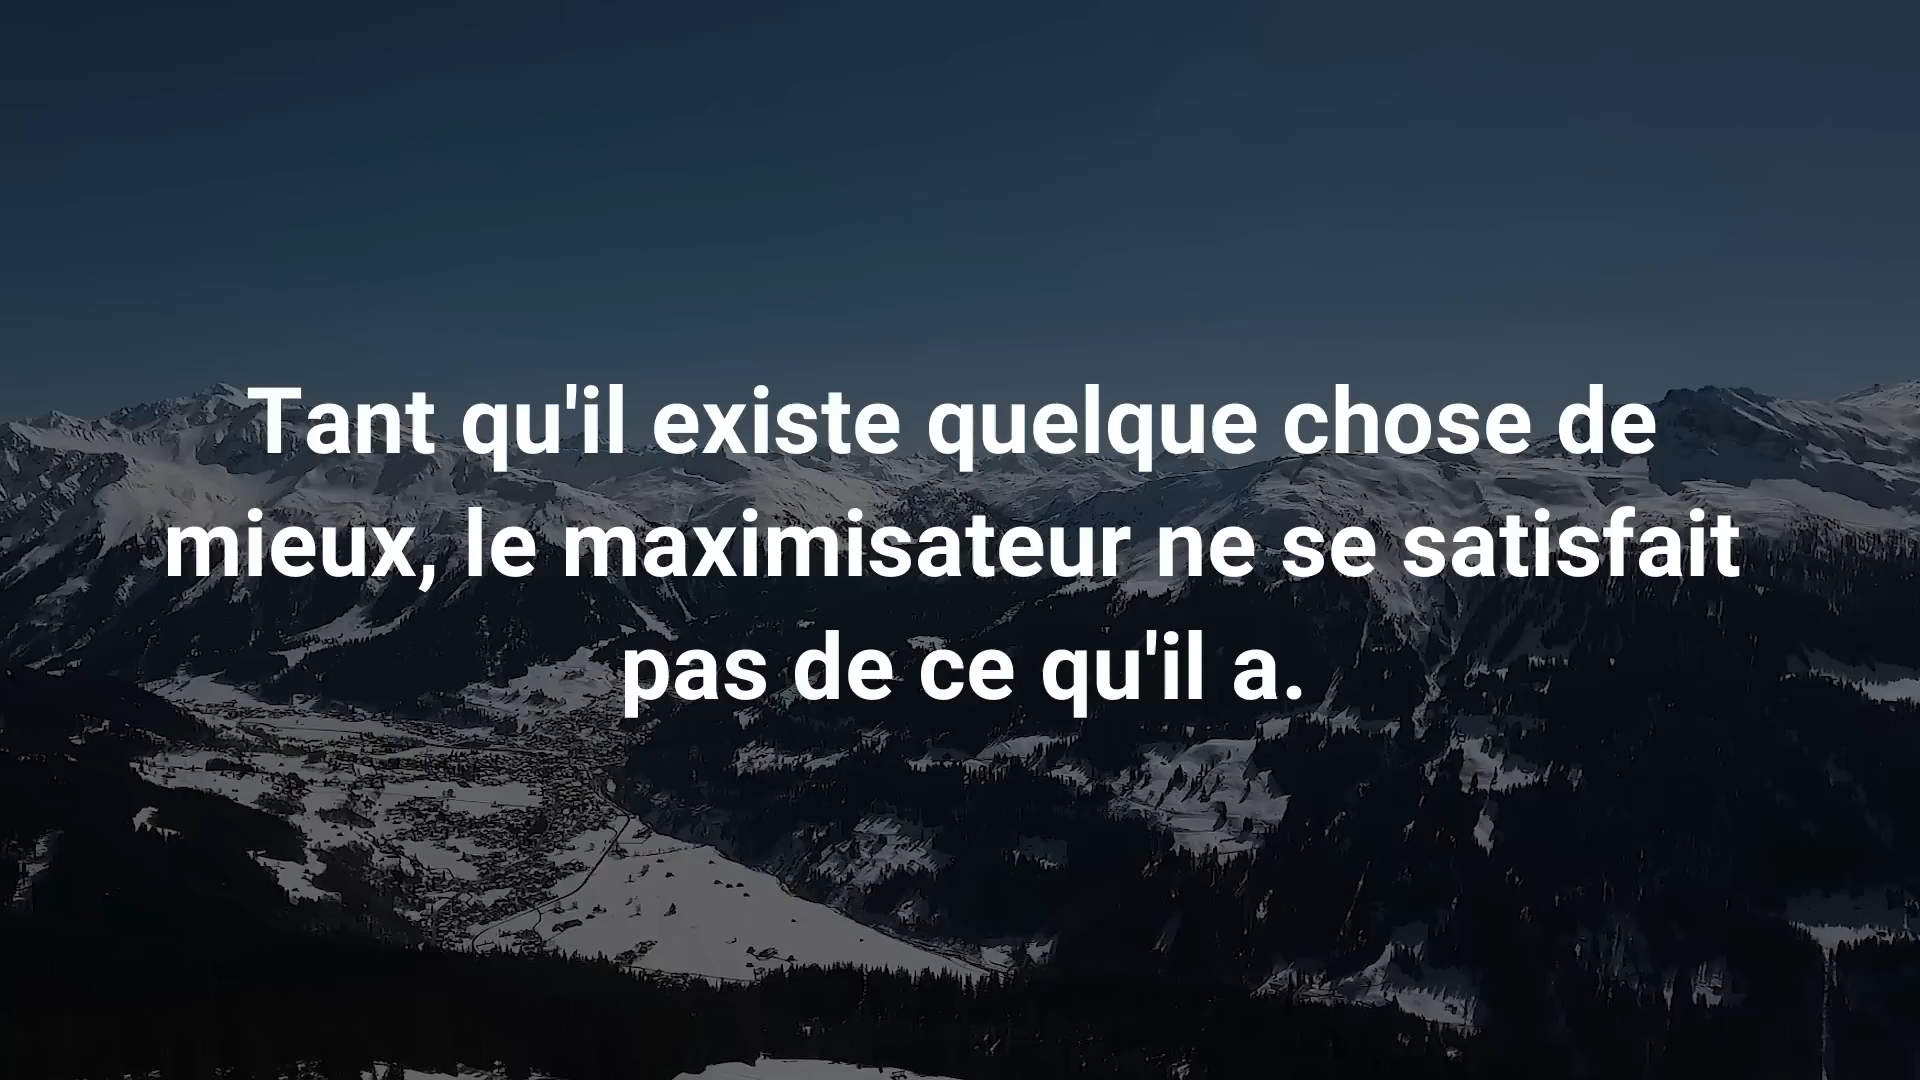 Tant qu'il existe quelque chose de
mieux, le maximisateur ne se satisfait
pas de ce qu'il a.